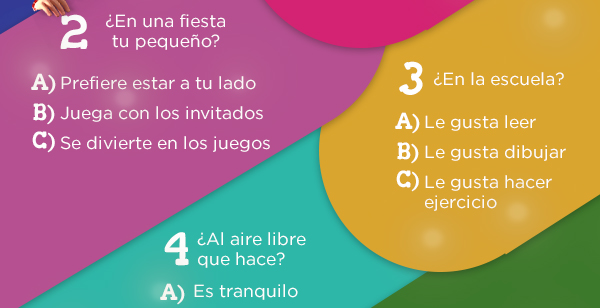 2 ¿En una fiesta
tu pequeño?
A) Prefiere estar a tu lado
B) Juega con los invitados
C) Se divierte en los juegos
3 ¿En la escuela?
A) Le gusta leer
B) Le gusta dibujar
C) Le gusta hacer
ejercicio
4 ¿Al aire libre
que hace?
A) Es tranquilo